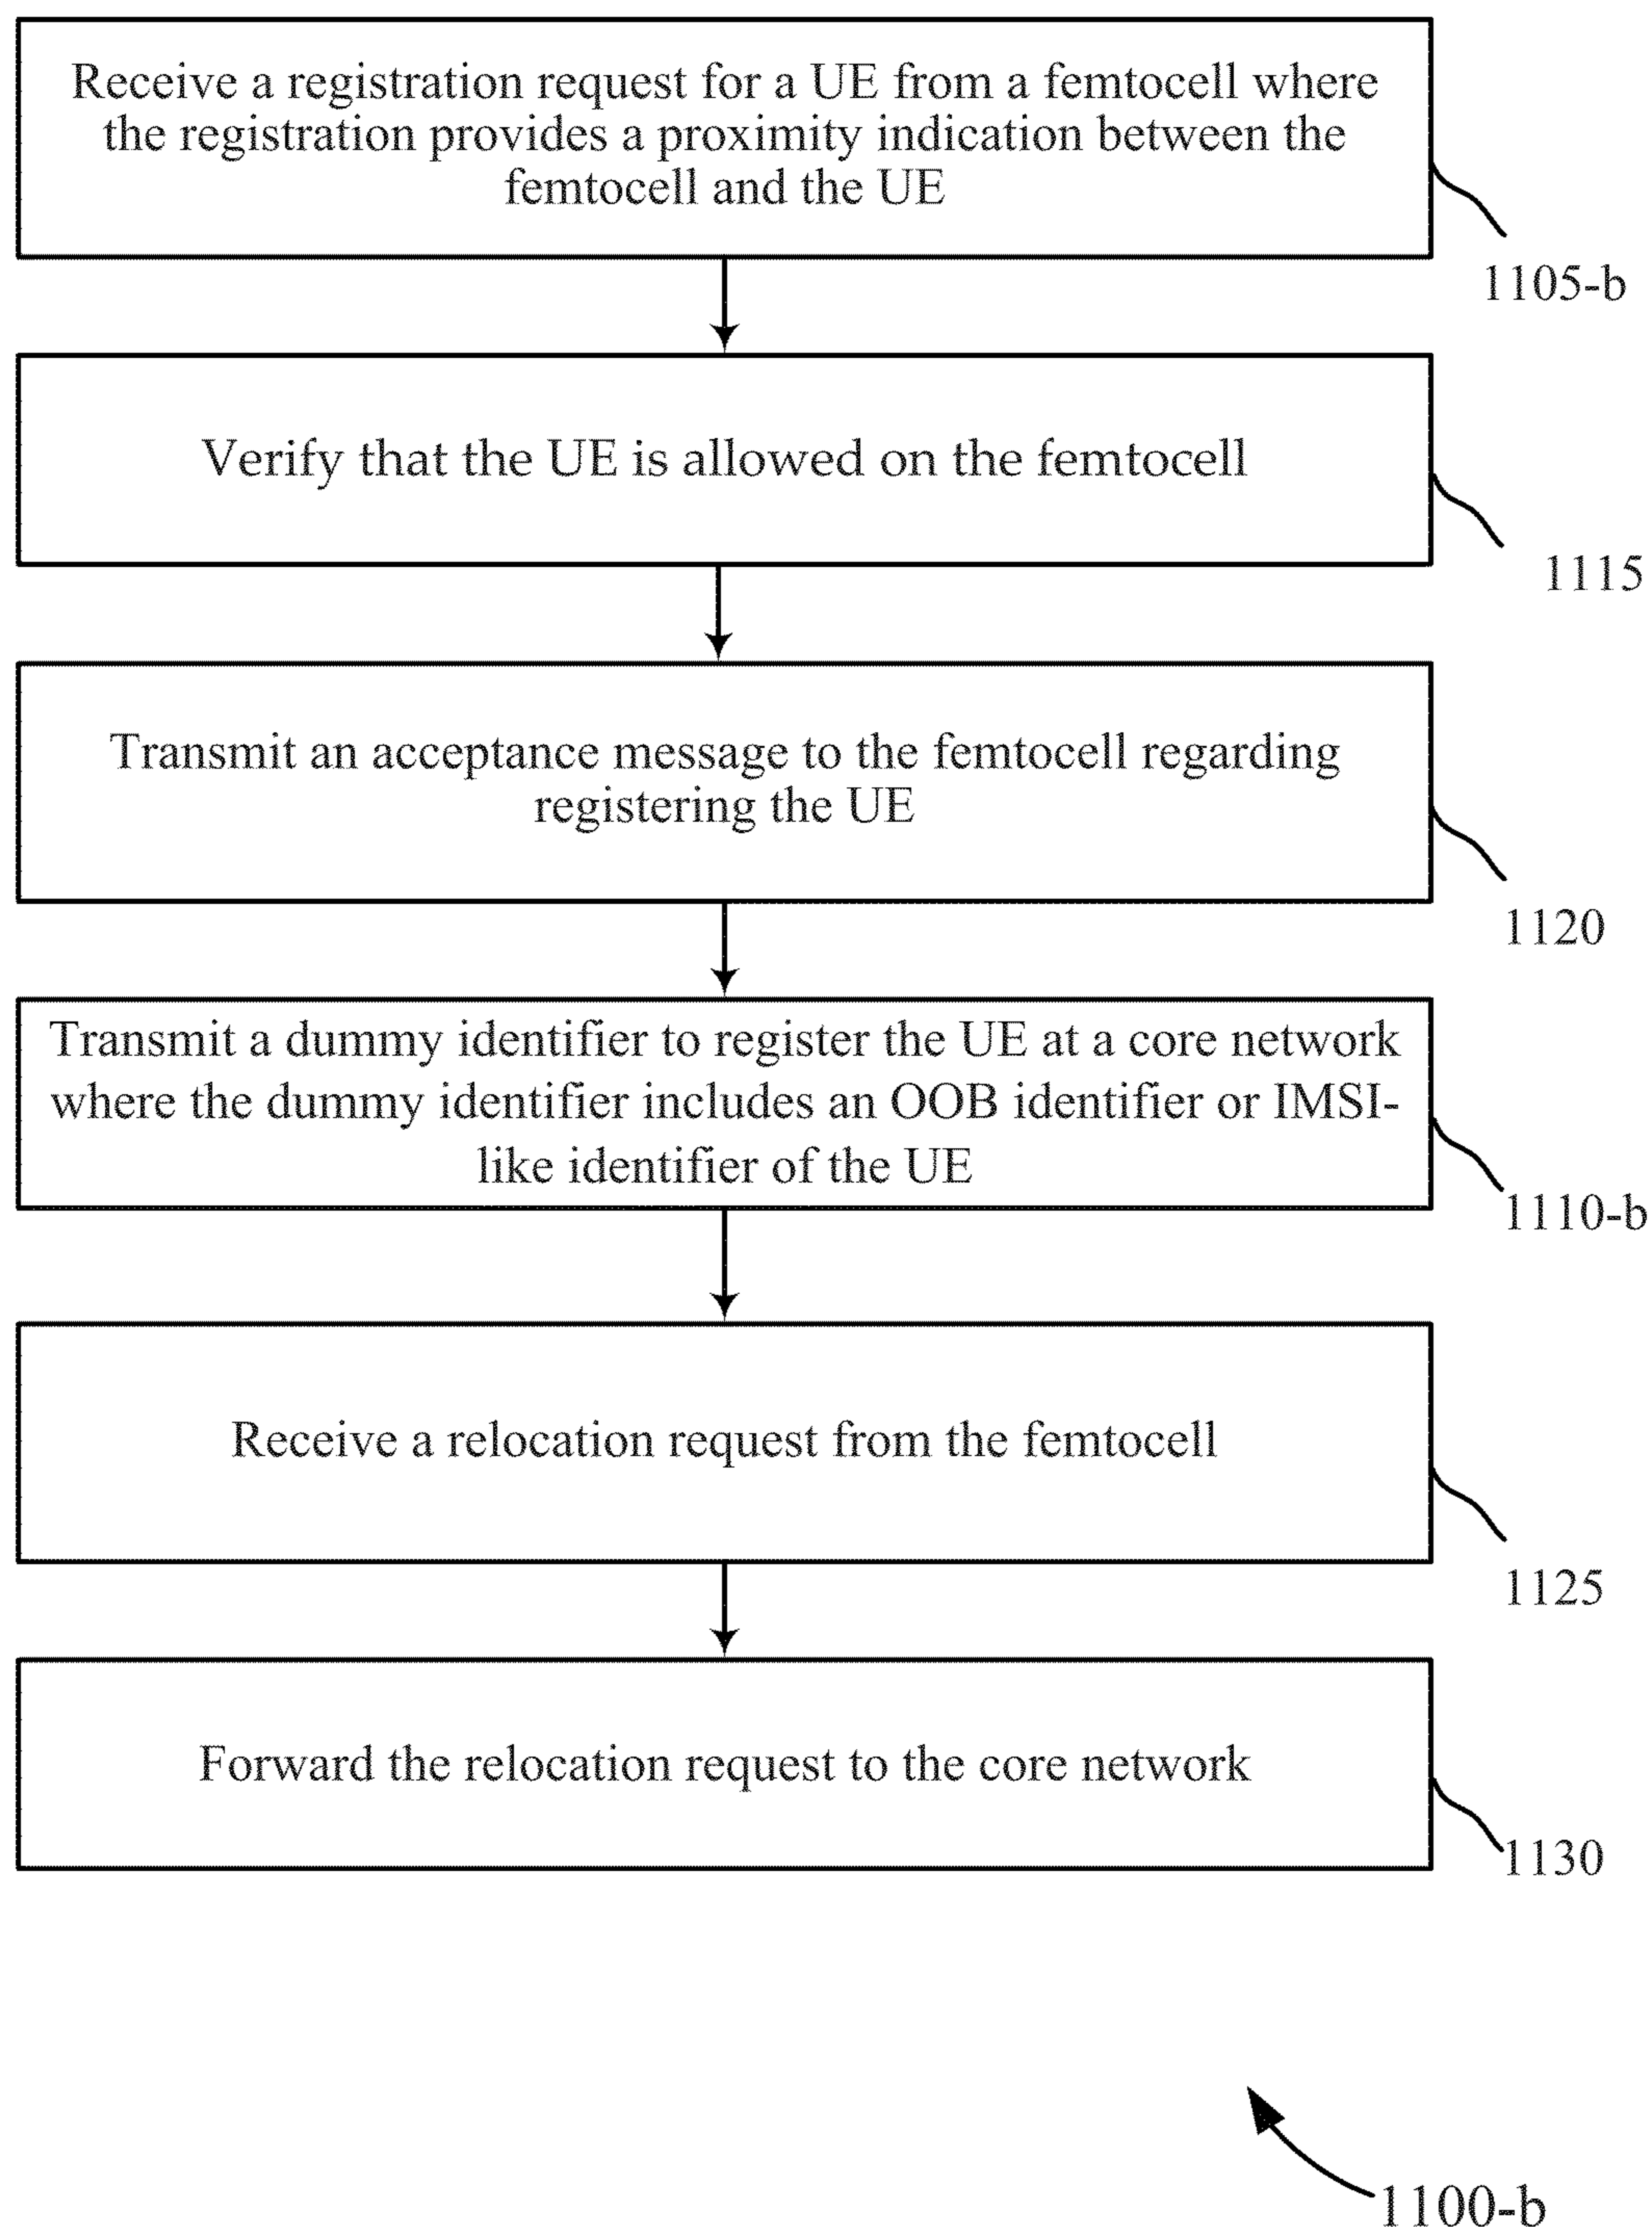 Receive a registration request for a UE from a femtocell where
the registration provides a proximity indication between the
femtocell and the UE
1105-b
Verify that the UE is allowed on the femtocell
1115
Transmit an acceptance message to the femtocell regarding
registering the UE
1120
Transmit a dummy identifier to register the UE at a core network
where the dummy identifier includes an OOB identifier or IMSI-
like identifier of the UE
1110-b
Receive a relocation request from the femtocell
1125
Forward the relocation request to the core network
1130
1100-b